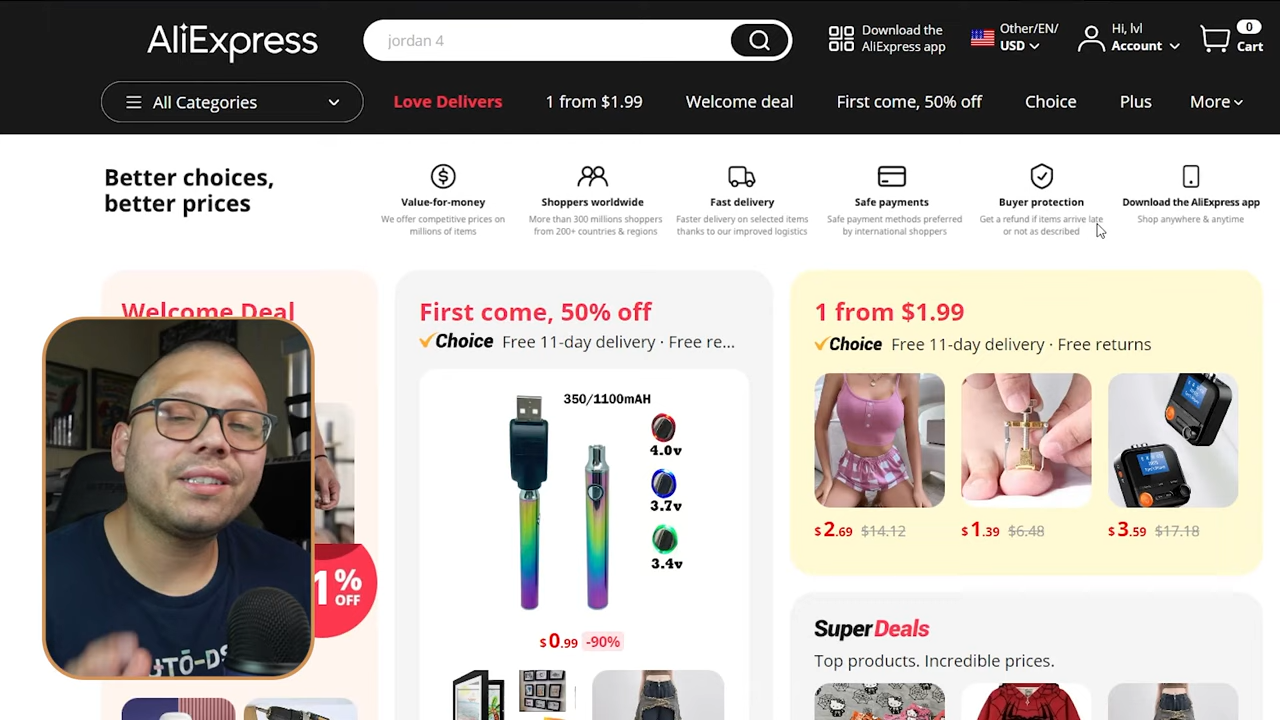 AliExpress
jordan 4
Download the
AliExpress app
Other/EN/
USD
Hi, lvl
Account
0
Cart
All Categories
Love Delivers
1 from $1.99
Welcome deal
First come, 50% off
Choice
Plus
More
Better choices,
better prices
Value-for-money
We offer competitive prices on
millions of items
Shoppers worldwide
More than 300 millions shoppers
from 200+ countries & regions
Fast delivery
Faster delivery on selected items
thanks to our improved logistics
Safe payments
Safe payment methods preferred
by international shoppers
Buyer protection
Get a refund if items arrive late
or not as described
Download the AliExpress app
Shop anywhere & anytime
Welcome Deal
1%
OFF
First come, 50% off
Choice Free 11-day delivery · Free re...
350/1100mAH
4.0v
3.7v
3.4v
$0.99 -90%
1 from $1.99
Choice Free 11-day delivery · Free returns
$2.69 $14.12
$1.39 $6.48
$3.59 $17.18
SuperDeals
Top products. Incredible prices.